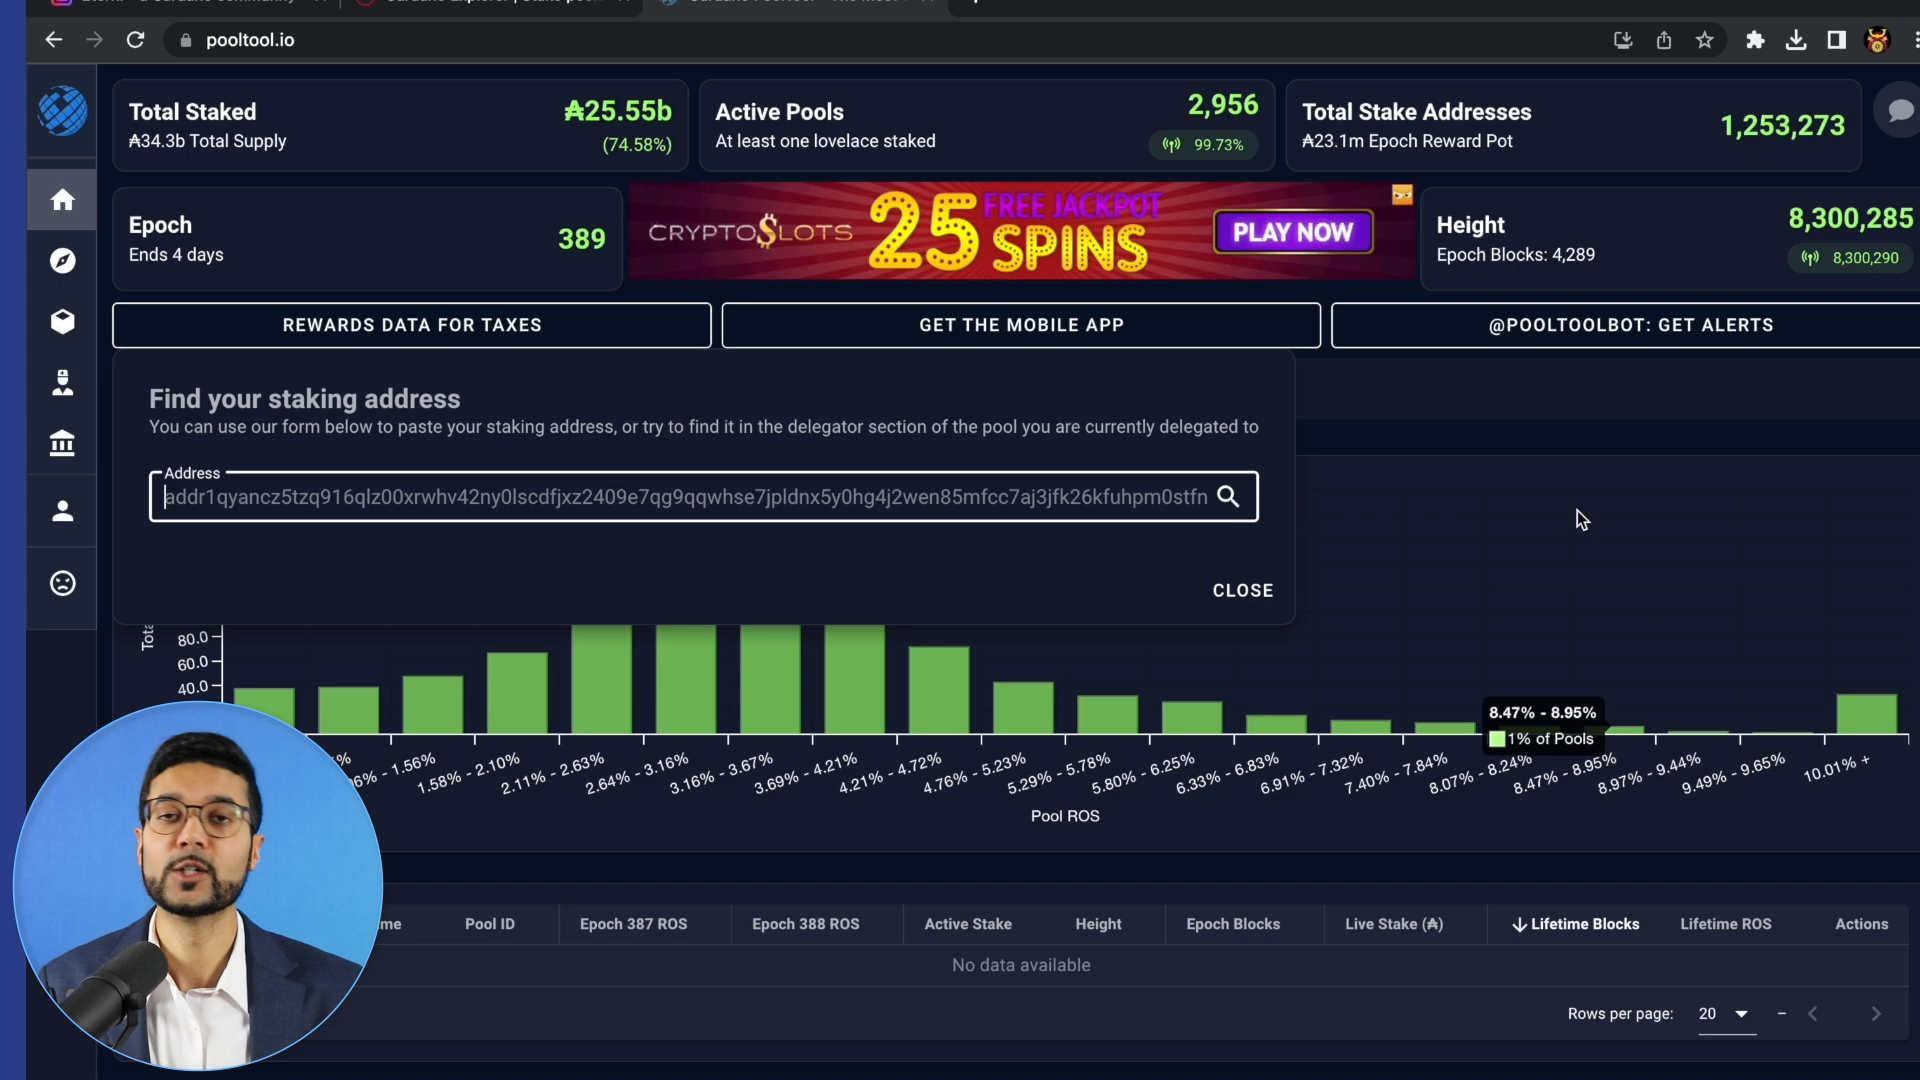 pooltool.io
Total Staked
₳34.3b Total Supply
₳25.55b
(74.58%)
Active Pools
At least one lovelace staked
2,956
99.73%
Total Stake Addresses
₳23.1m Epoch Reward Pot
1,253,273
Epoch
Ends 4 days
389
CRYPTO$LOTS
25 FREE JACKPOT SPINS
PLAY NOW
Height
Epoch Blocks: 4,289
8,300,285
8,300,290
REWARDS DATA FOR TAXES
GET THE MOBILE APP
@POOLTOOLBOT: GET ALERTS
Find your staking address
You can use our form below to paste your staking address, or try to find it in the delegator section of the pool you are currently delegated to
Address
addr1qyancz5tzq916qlz00xrwhv42ny0lscdfjxz2409e7qg9qqwhse7jpldnx5y0hg4j2wen85mfcc7aj3jfk26kfuhpm0stfn
CLOSE
80.0
60.0
40.0
8.47% - 8.95%
1% of Pools
1.58% - 2.10%
2.11% - 2.63%
2.64% - 3.16%
3.16% - 3.67%
3.69% - 4.21%
4.21% - 4.72%
4.76% - 5.23%
5.29% - 5.78%
5.80% - 6.25%
6.33% - 6.83%
6.91% - 7.32%
7.40% - 7.84%
8.07% - 8.24%
8.47% - 8.95%
8.97% - 9.44%
9.49% - 9.65%
10.01% +
Pool ROS
Pool ID
Epoch 387 ROS
Epoch 388 ROS
Active Stake
Height
Epoch Blocks
Live Stake (₳)
Lifetime Blocks
Lifetime ROS
Actions
No data available
Rows per page:
20
–